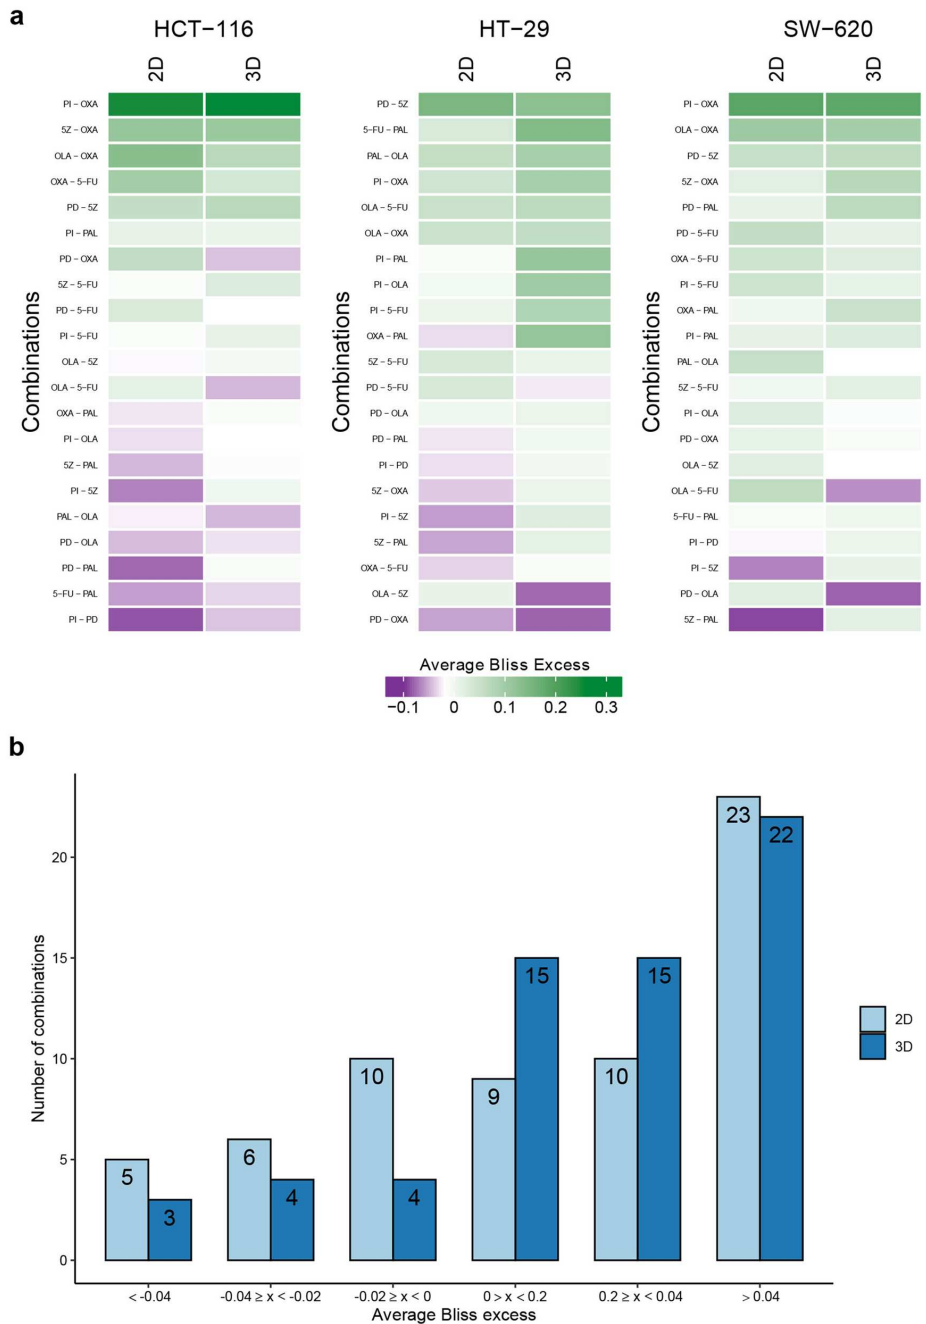 a
HCT−116 HT−29 SW−620
2D 3D 2D 3D 2D 3D
Combinations
PI − OXA
5Z − OXA
OLA − OXA
OXA − 5−FU
PD − 5Z
PI − PAL
PD − OXA
5Z − 5−FU
PD − 5−FU
PI − 5−FU
OLA − 5Z
OLA − 5−FU
OXA − PAL
PI − OLA
5Z − PAL
PI − 5Z
PAL − OLA
PD − OLA
PD − PAL
5−FU − PAL
PI − PD
Combinations
PD − 5Z
5−FU − PAL
PAL − OLA
PI − OXA
OLA − 5−FU
OLA − OXA
PI − PAL
PI − OLA
PI − 5−FU
OXA − PAL
5Z − 5−FU
PD − 5−FU
PD − OLA
PD − PAL
PI − PD
5Z − OXA
PI − 5Z
5Z − PAL
OXA − 5−FU
OLA − 5Z
PD − OXA
Combinations
PI − OXA
OLA − OXA
PD − 5Z
5Z − OXA
PD − PAL
PD − 5−FU
OXA − 5−FU
PI − 5−FU
OXA − PAL
PI − PAL
PAL − OLA
5Z − 5−FU
PI − OLA
PD − OXA
OLA − 5Z
OLA − 5−FU
5−FU − PAL
PI − PD
PI − 5Z
PD − OLA
5Z − PAL
Average Bliss Excess
−0.1 0 0.1 0.2 0.3
b
Number of combinations
20
15
10
5
0
5 3 6 4 10 4 9 15 10 15 23 22
2D
3D
< -0.04 -0.04 ≥ x < -0.02 -0.02 ≥ x < 0 0 > x < 0.2 0.2 ≥ x < 0.04 > 0.04
Average Bliss excess